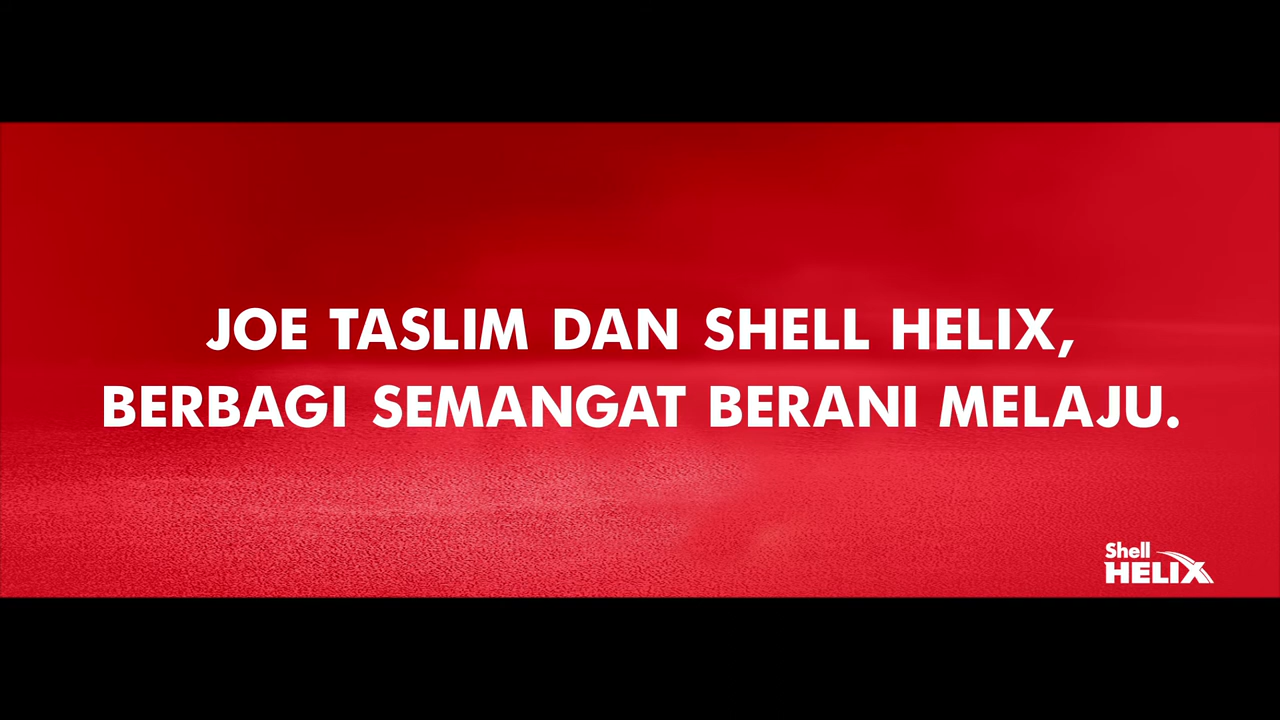 JOE TASLIM DAN SHELL HELIX,
BERBAGI SEMANGAT BERANI MELAJU.
Shell
HELIX